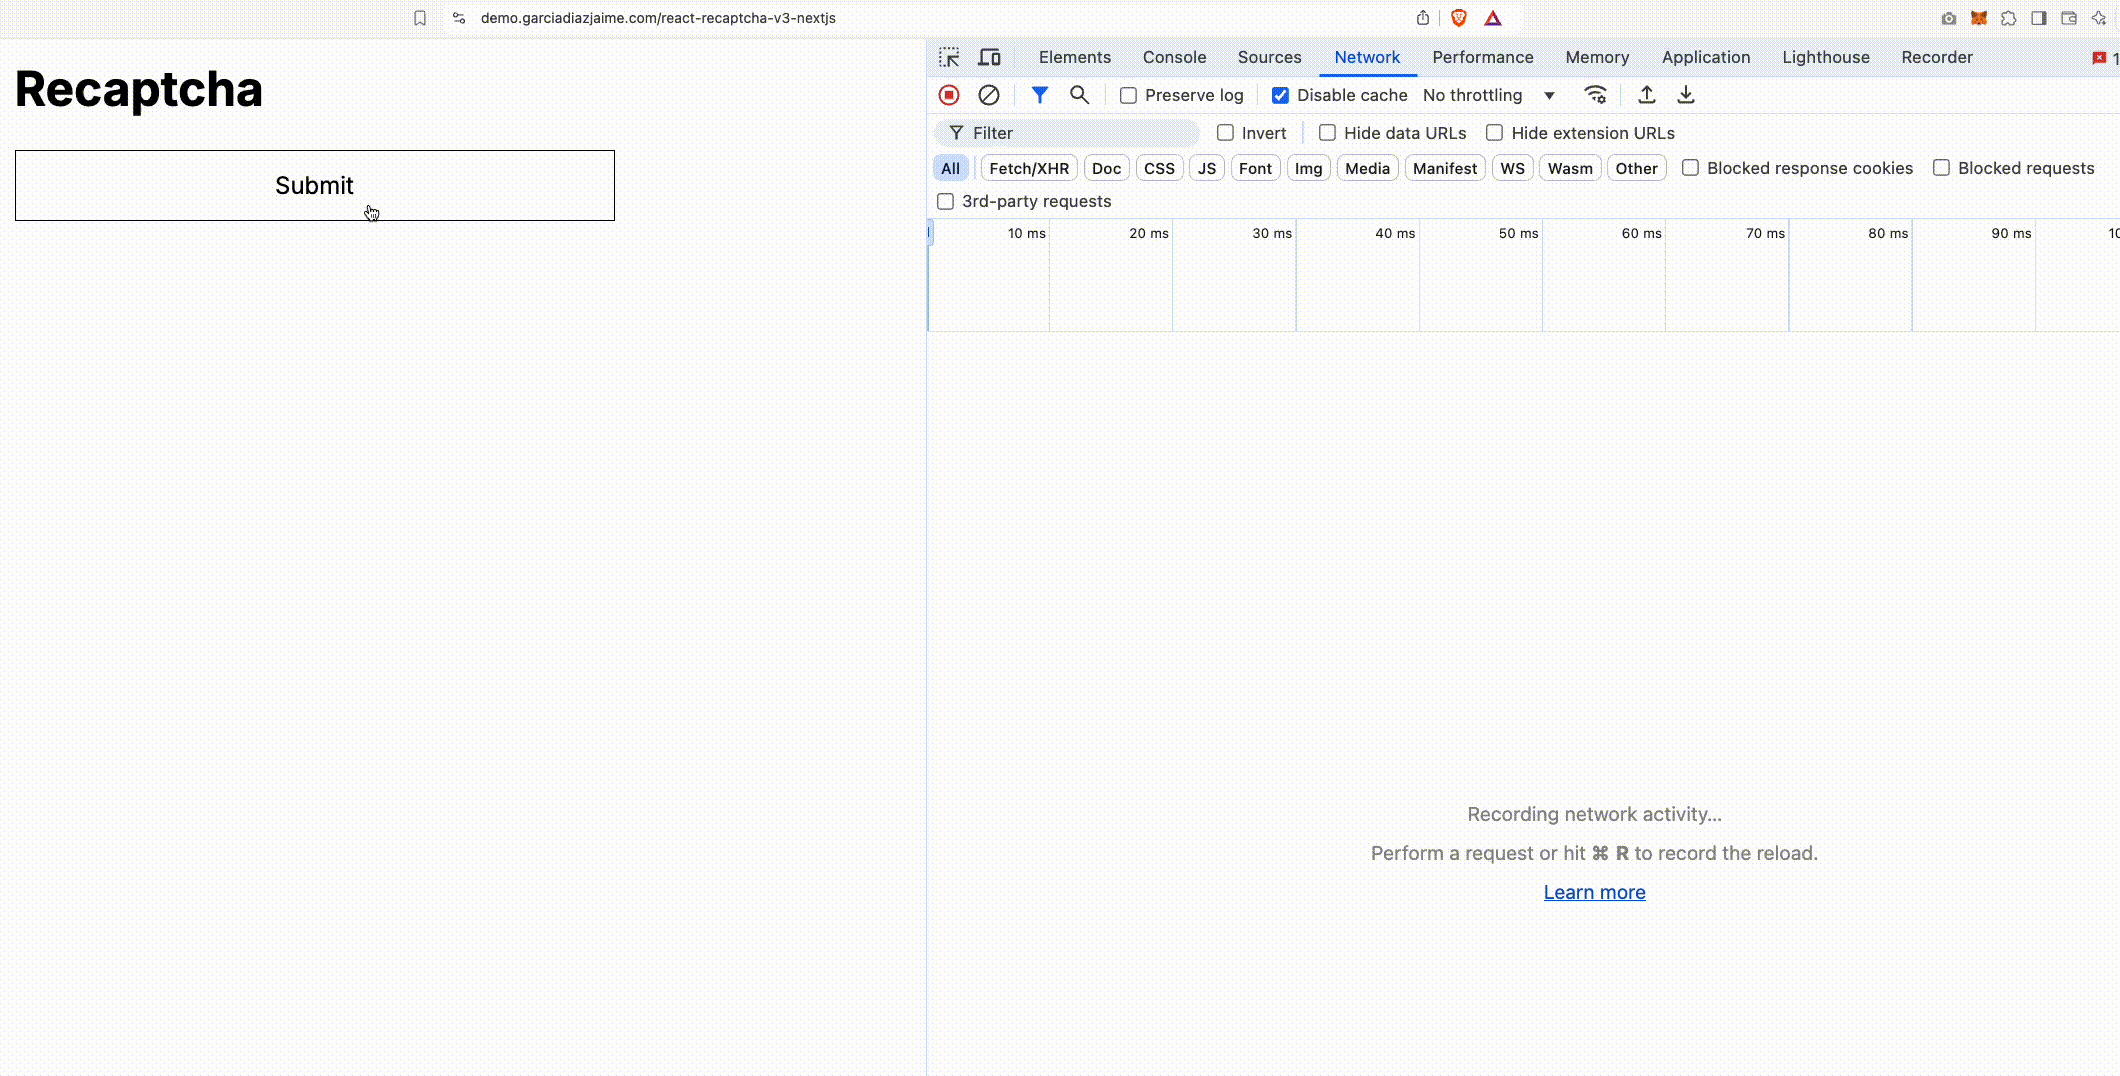 demo.garciadiazjaime.com/react-recaptcha-v3-nextjs
Recaptcha
Submit
Elements Console Sources Network Performance Memory Application Lighthouse Recorder 1
Preserve log Disable cache No throttling
Filter Invert Hide data URLs Hide extension URLs
All Fetch/XHR Doc CSS JS Font Img Media Manifest WS Wasm Other Blocked response cookies Blocked requests
3rd-party requests
10 ms 20 ms 30 ms 40 ms 50 ms 60 ms 70 ms 80 ms 90 ms 10
Recording network activity...
Perform a request or hit ⌘ R to record the reload.
Learn more